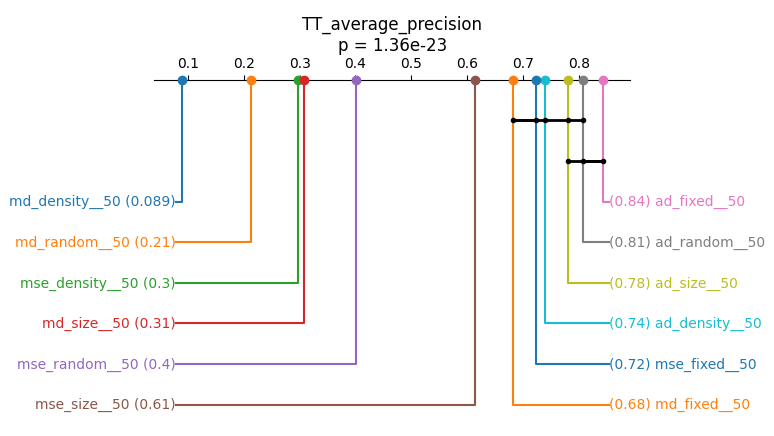 TT_average_precision
p = 1.36e-23
0.1 0.2 0.3 0.4 0.5 0.6 0.7 0.8
md_density__50 (0.089)
(0.84) ad_fixed__50
md_random__50 (0.21)
(0.81) ad_random__50
mse_density__50 (0.3)
(0.78) ad_size__50
md_size__50 (0.31)
(0.74) ad_density__50
mse_random__50 (0.4)
(0.72) mse_fixed__50
mse_size__50 (0.61)
(0.68) md_fixed__50